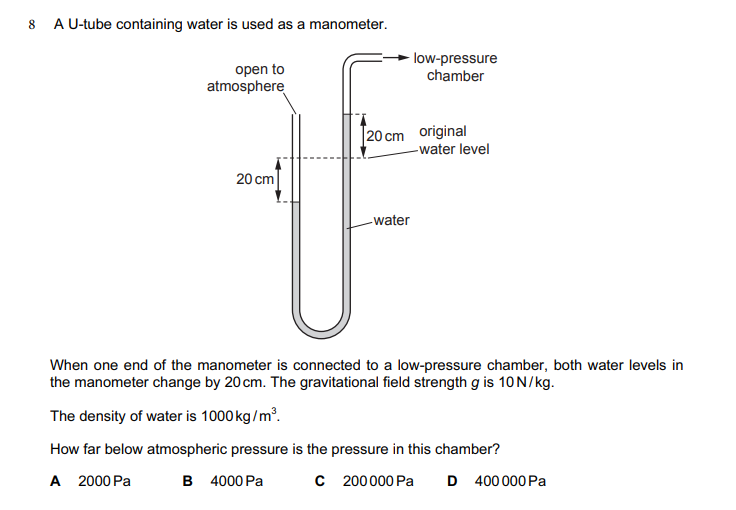 8 A U-tube containing water is used as a manometer.
open to
atmosphere
low-pressure
chamber
20 cm
original
water level
20 cm
water
When one end of the manometer is connected to a low-pressure chamber, both water levels in
the manometer change by 20 cm. The gravitational field strength g is 10 N/kg.
The density of water is 1000 kg/m³.
How far below atmospheric pressure is the pressure in this chamber?
A 2000 Pa B 4000 Pa C 200 000 Pa D 400 000 Pa